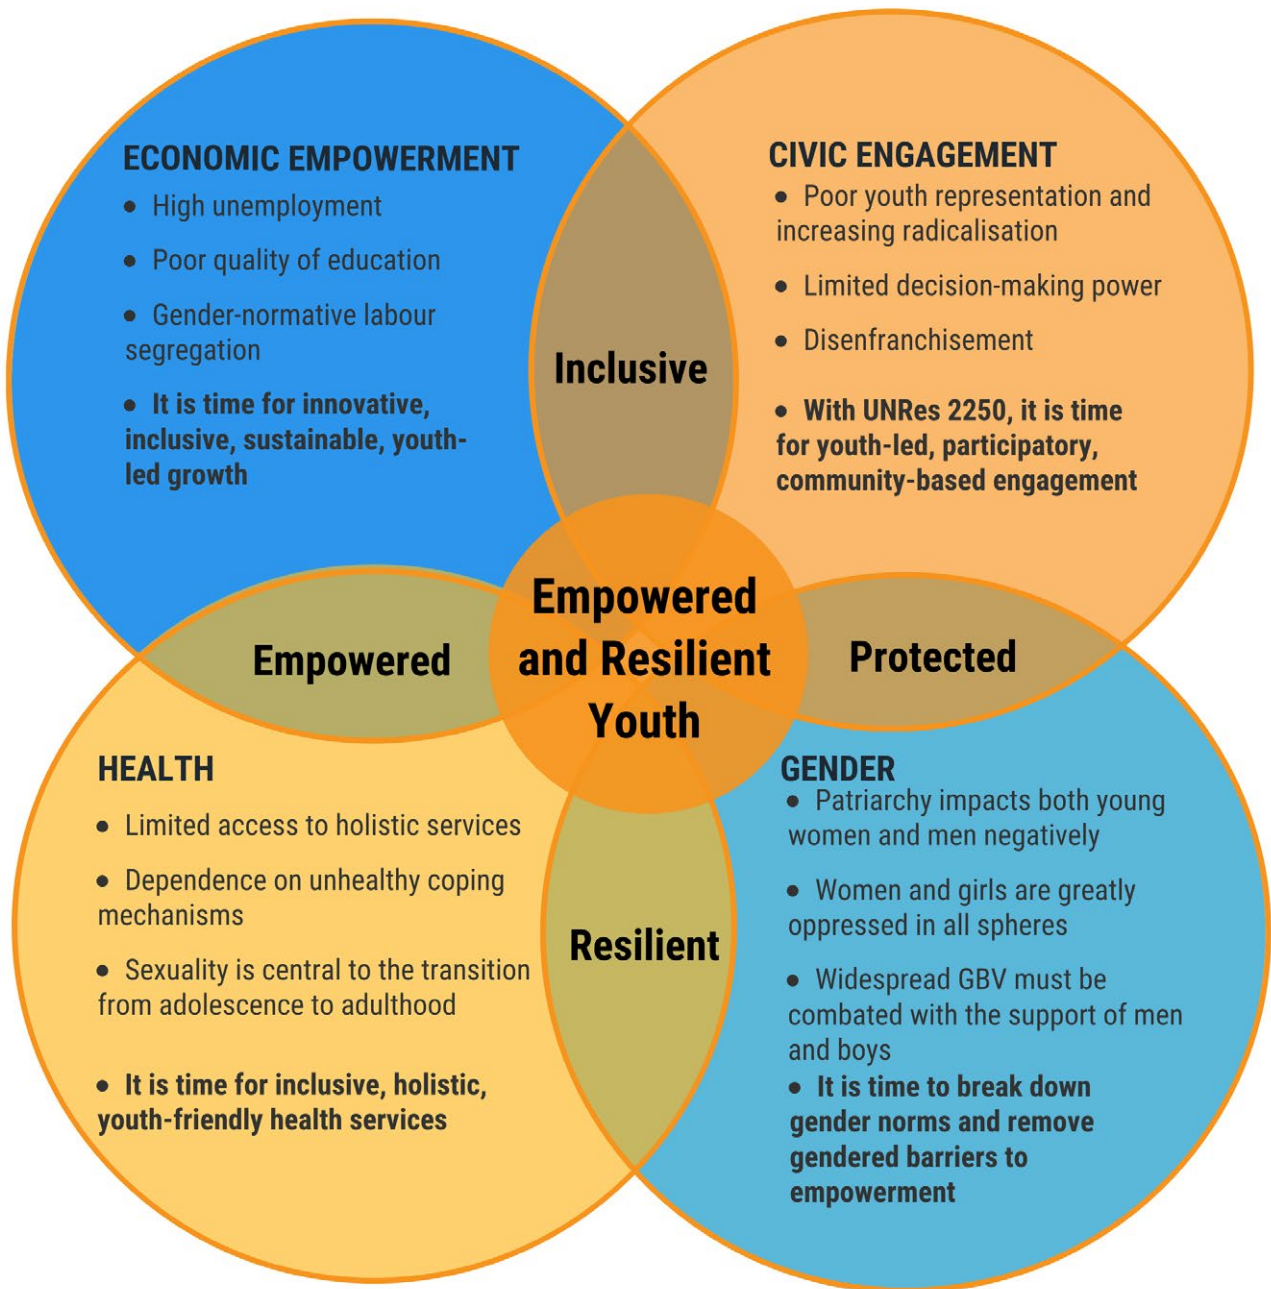 ECONOMIC EMPOWERMENT
• High unemployment
• Poor quality of education
• Gender-normative labour
segregation
• It is time for innovative,
inclusive, sustainable, youth-
led growth
Inclusive
CIVIC ENGAGEMENT
• Poor youth representation and
increasing radicalisation
• Limited decision-making power
• Disenfranchisement
• With UNRes 2250, it is time
for youth-led, participatory,
community-based engagement
Empowered
Empowered
and Resilient
Youth
Protected
HEALTH
• Limited access to holistic services
• Dependence on unhealthy coping
mechanisms
• Sexuality is central to the transition
from adolescence to adulthood
• It is time for inclusive, holistic,
youth-friendly health services
Resilient
GENDER
• Patriarchy impacts both young
women and men negatively
• Women and girls are greatly
oppressed in all spheres
• Widespread GBV must be
combated with the support of men
and boys
• It is time to break down
gender norms and remove
gendered barriers to
empowerment